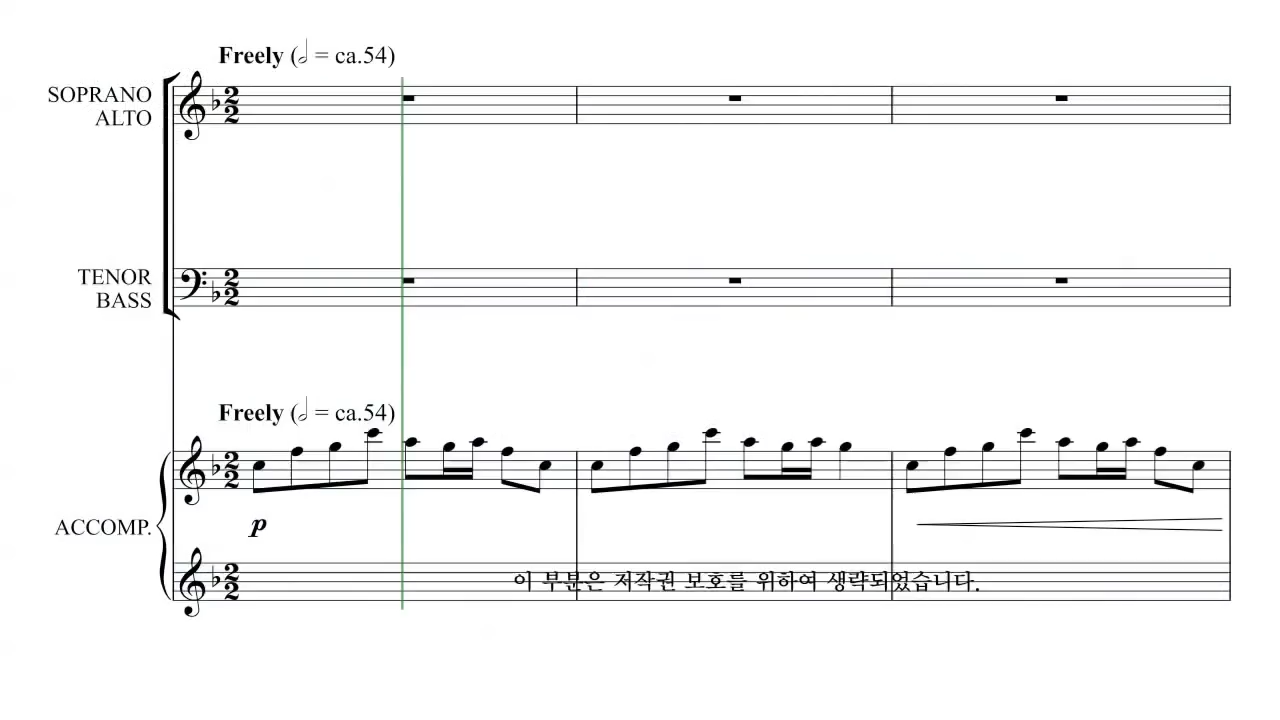 Freely (𝅗𝅥 = ca.54)
SOPRANO
ALTO
TENOR
BASS
Freely (𝅗𝅥 = ca.54)
ACCOMP.
p
이 부분은 저작권 보호를 위하여 생략되었습니다.